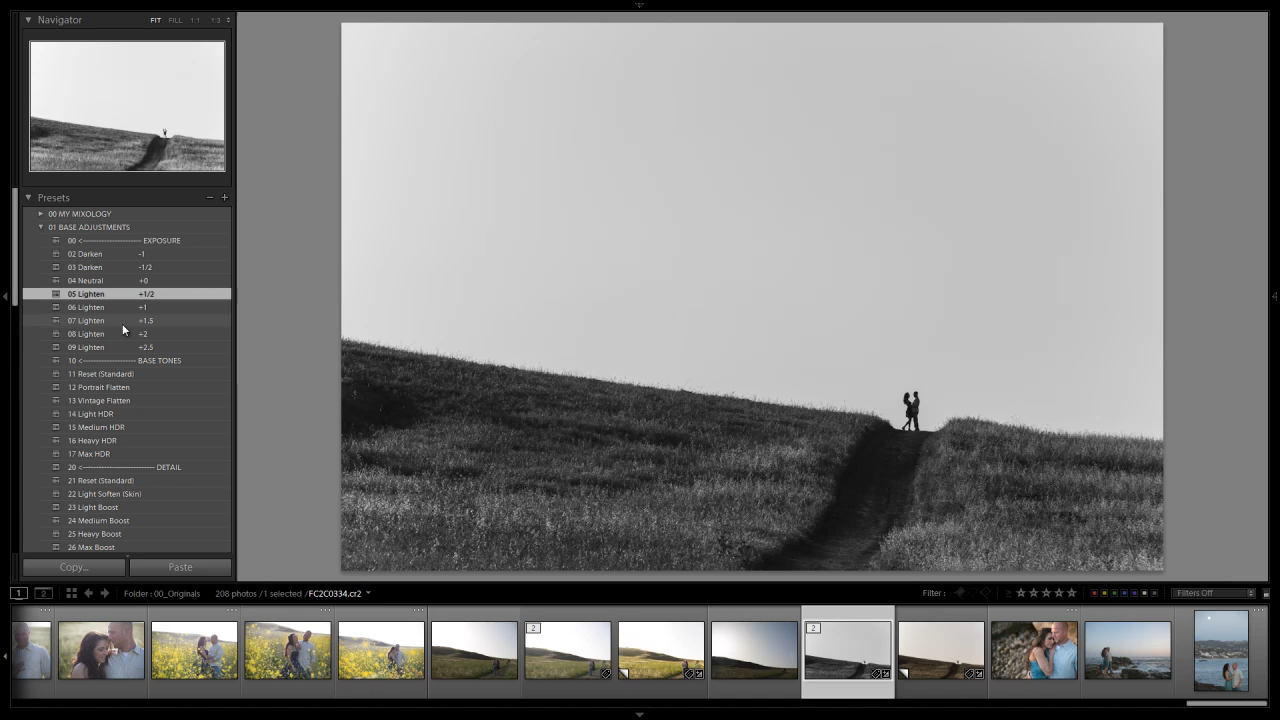 Navigator FIT FILL 1:1 1:3
Presets
00 MY MIXOLOGY
01 BASE ADJUSTMENTS
00 <---------------------- EXPOSURE
02 Darken -1
03 Darken -1/2
04 Neutral +0
05 Lighten +1/2
06 Lighten +1
07 Lighten +1.5
08 Lighten +2
09 Lighten +2.5
10 <-------------------- BASE TONES
11 Reset (Standard)
12 Portrait Flatten
13 Vintage Flatten
14 Light HDR
15 Medium HDR
16 Heavy HDR
17 Max HDR
20 <--------------------------- DETAIL
21 Reset (Standard)
22 Light Soften (Skin)
23 Light Boost
24 Medium Boost
25 Heavy Boost
26 Max Boost
Copy... Paste
1 2 Folder : 00_Originals 208 photos / 1 selected / FC2C0334.cr2 Filter : Filters Off
2 2